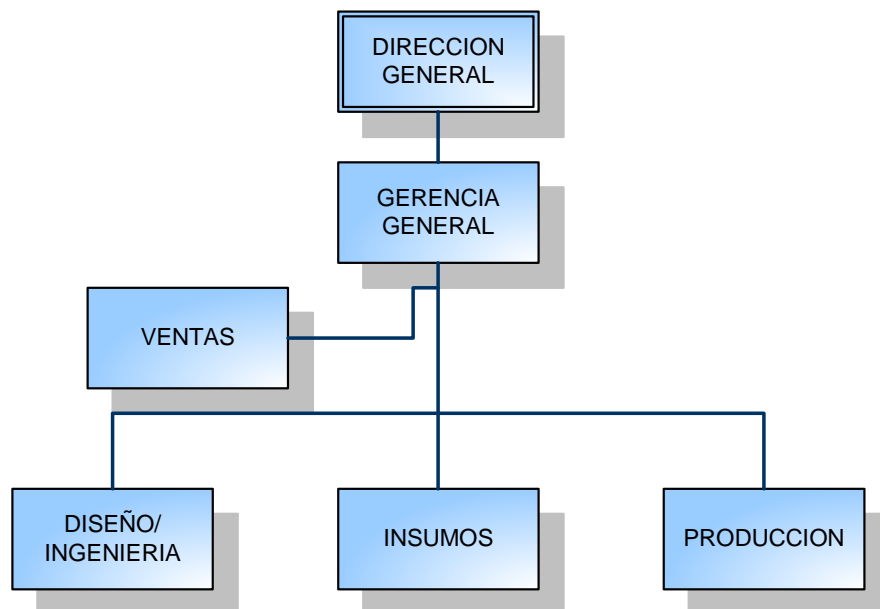 DIRECCION
GENERAL
GERENCIA
GENERAL
VENTAS
DISEÑO/
INGENIERIA
INSUMOS
PRODUCCION